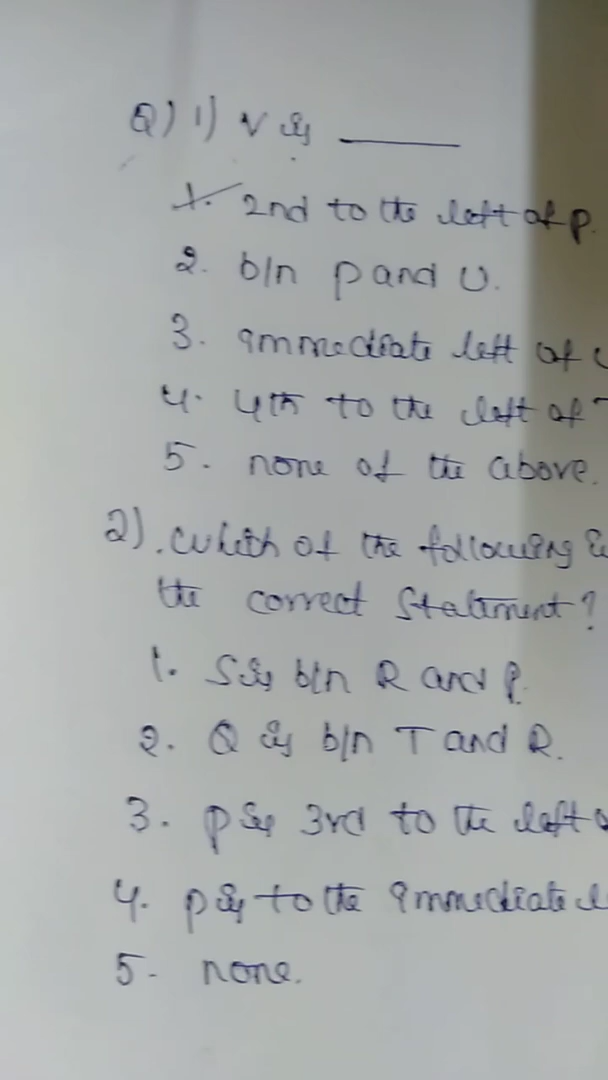 Q) 1) V is ____
1. 2nd to the left of P.
2. b/n P and U.
3. immediate left of
4. 4th to the left of
5. none of the above.
2). Which of the following is
the correct statement?
1. S is b/n R and P.
2. Q is b/n T and R.
3. P is 3rd to the left
4. P is to the immediate
5. none.